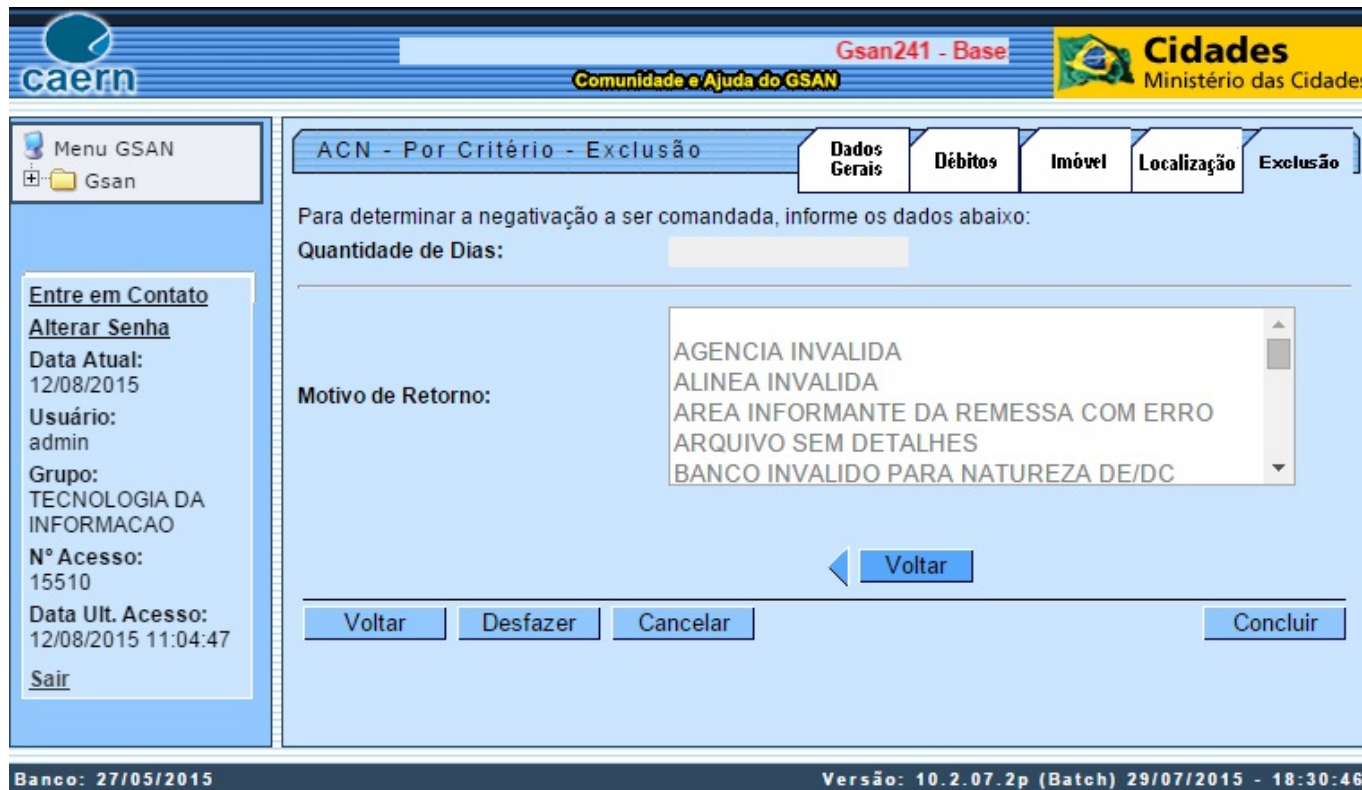 caern
Gsan241 - Base
Comunidade e Ajuda do GSAN
Cidades
Ministério das Cidades
Menu GSAN
Gsan
Entre em Contato
Alterar Senha
Data Atual:
12/08/2015
Usuário:
admin
Grupo:
TECNOLOGIA DA
INFORMACAO
Nº Acesso:
15510
Data Ult. Acesso:
12/08/2015 11:04:47
Sair
ACN - Por Critério - Exclusão
Dados
Gerais
Débitos
Imóvel
Localização
Exclusão
Para determinar a negativação a ser comandada, informe os dados abaixo:
Quantidade de Dias:
Motivo de Retorno:
AGENCIA INVALIDA
ALINEA INVALIDA
AREA INFORMANTE DA REMESSA COM ERRO
ARQUIVO SEM DETALHES
BANCO INVALIDO PARA NATUREZA DE/DC
Voltar
Voltar Desfazer Cancelar Concluir
Banco: 27/05/2015 Versão: 10.2.07.2p (Batch) 29/07/2015 - 18:30:46